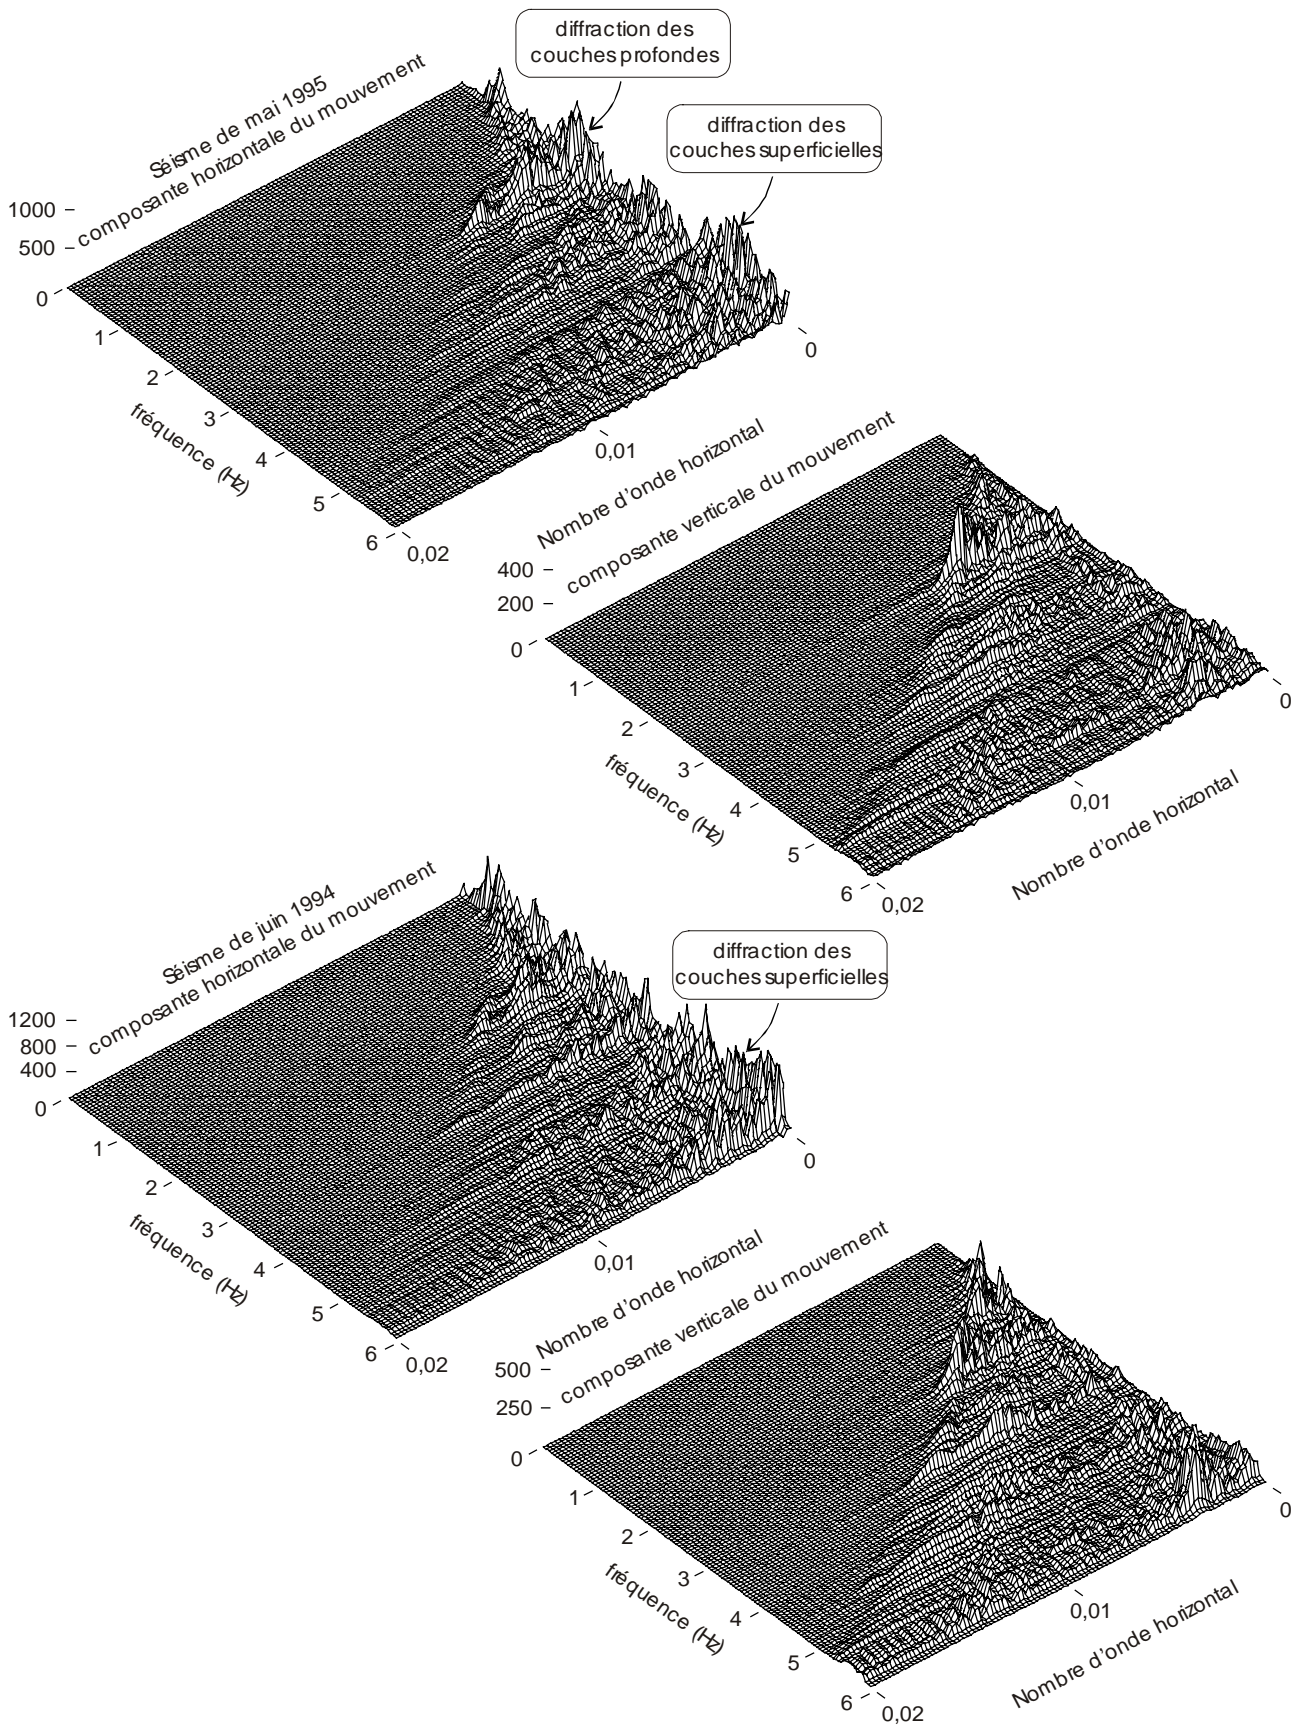 diffraction des
couches profondes
diffraction des
couches superficielles
Séisme de mai 1995
composante horizontale du mouvement
1000
500
0
1
2
3
4
5
6
fréquence (Hz)
0
0,01
0,02
Nombre d'onde horizontal
composante verticale du mouvement
400
200
0
1
2
3
4
5
6
fréquence (Hz)
0
0,01
0,02
Nombre d'onde horizontal
Séisme de juin 1994
composante horizontale du mouvement
diffraction des
couches superficielles
1200
800
400
0
1
2
3
4
5
6
fréquence (Hz)
0
0,01
0,02
Nombre d'onde horizontal
composante verticale du mouvement
500
250
0
1
2
3
4
5
6
fréquence (Hz)
0
0,01
0,02
Nombre d'onde horizontal